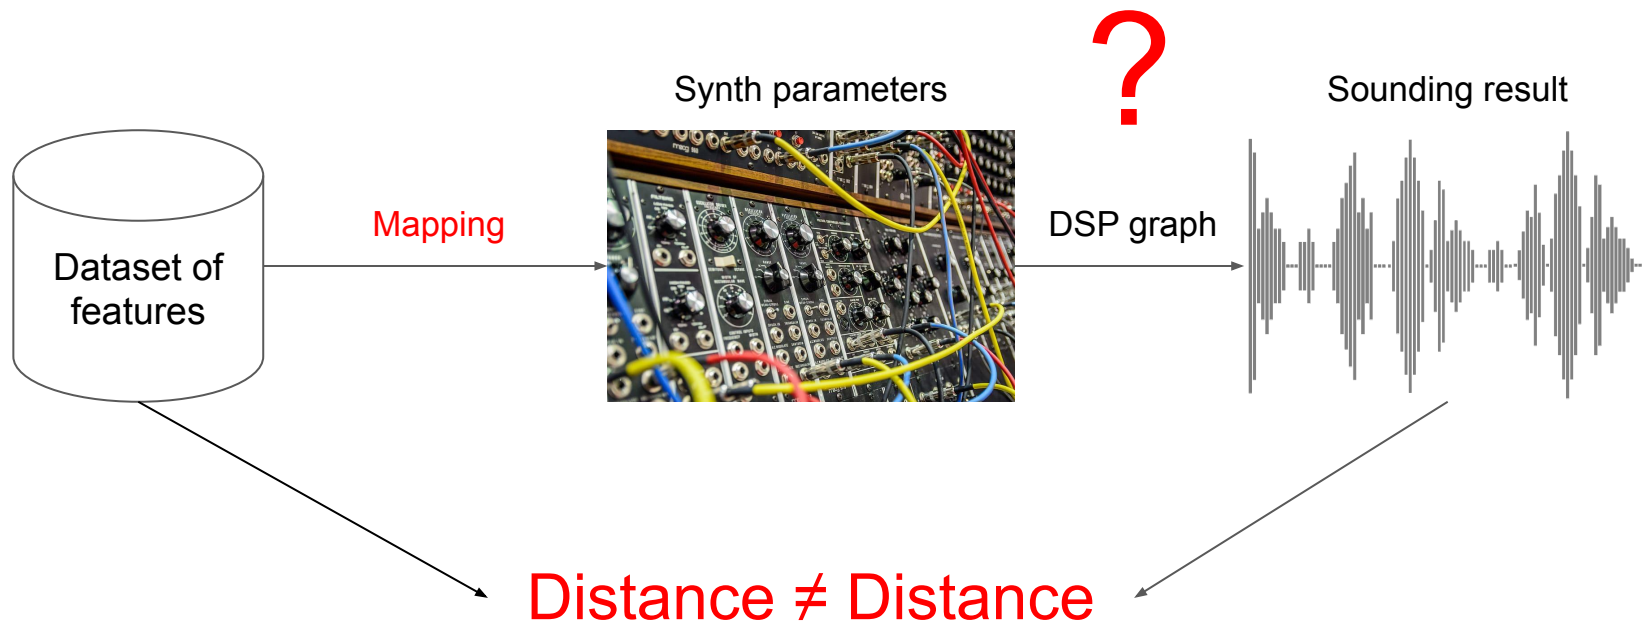 ?
Synth parameters
Sounding result
Mapping
DSP graph
Dataset of
features
Distance ≠ Distance